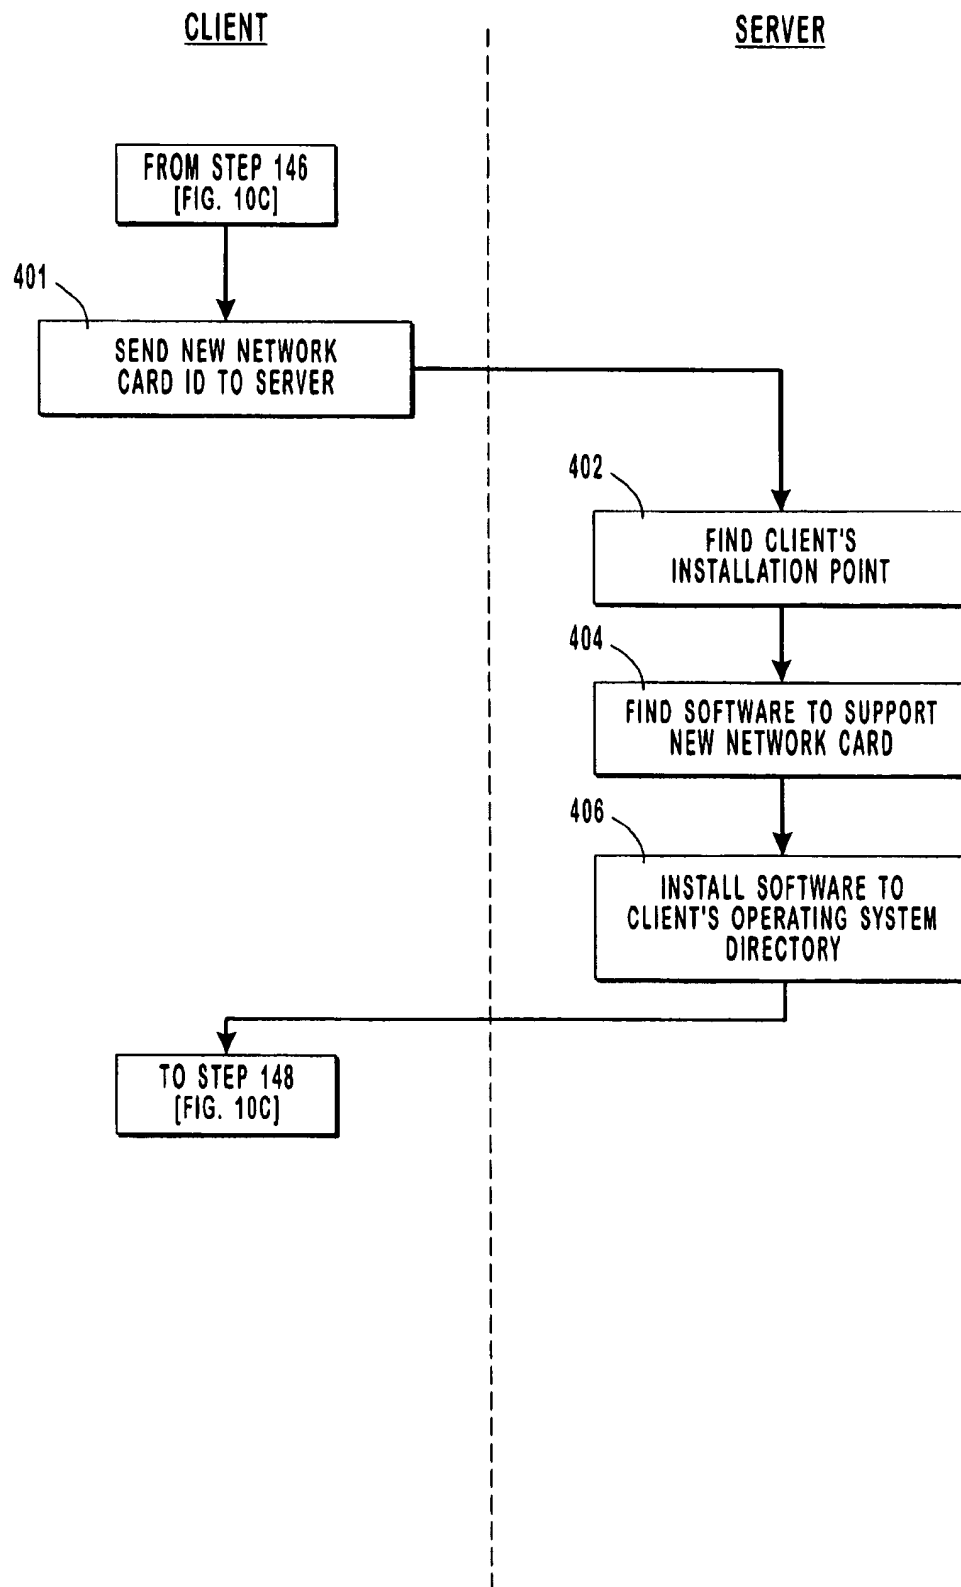 CLIENT
SERVER
FROM STEP 146
[FIG. 10C]
401
SEND NEW NETWORK
CARD ID TO SERVER
402
FIND CLIENT'S
INSTALLATION POINT
404
FIND SOFTWARE TO SUPPORT
NEW NETWORK CARD
406
INSTALL SOFTWARE TO
CLIENT'S OPERATING SYSTEM
DIRECTORY
TO STEP 148
[FIG. 10C]